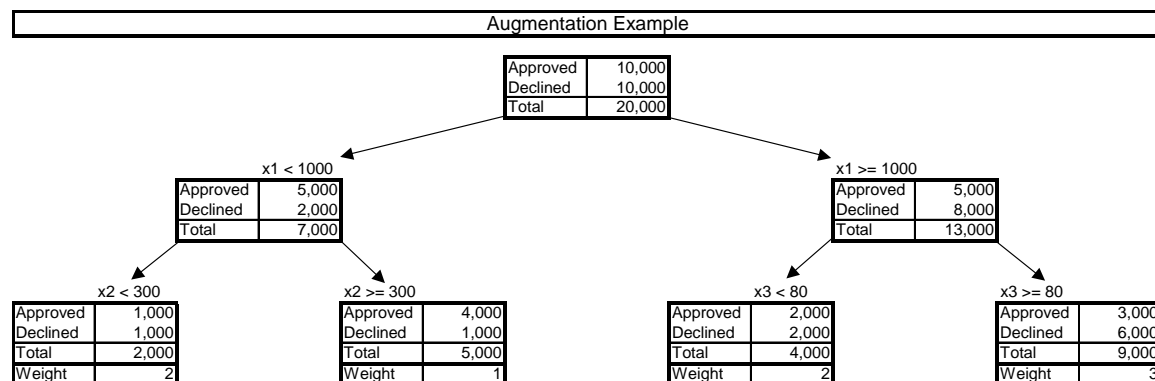 Augmentation Example
Approved 10,000
Declined 10,000
Total 20,000
x1 < 1000
Approved 5,000
Declined 2,000
Total 7,000
x1 >= 1000
Approved 5,000
Declined 8,000
Total 13,000
x2 < 300
Approved 1,000
Declined 1,000
Total 2,000
Weight 2
x2 >= 300
Approved 4,000
Declined 1,000
Total 5,000
Weight 1
x3 < 80
Approved 2,000
Declined 2,000
Total 4,000
Weight 2
x3 >= 80
Approved 3,000
Declined 6,000
Total 9,000
Weight 3